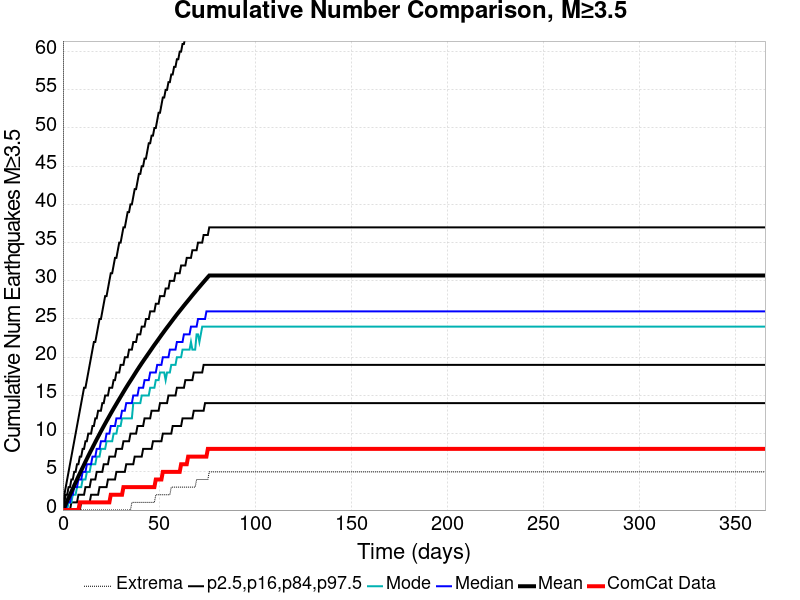 Cumulative Number Comparison, M≥3.5
Cumulative Num Earthquakes M≥3.5
60
55
50
45
40
35
30
25
20
15
10
5
0
0 50 100 150 200 250 300 350
Time (days)
Extrema p2.5,p16,p84,p97.5 Mode Median Mean ComCat Data